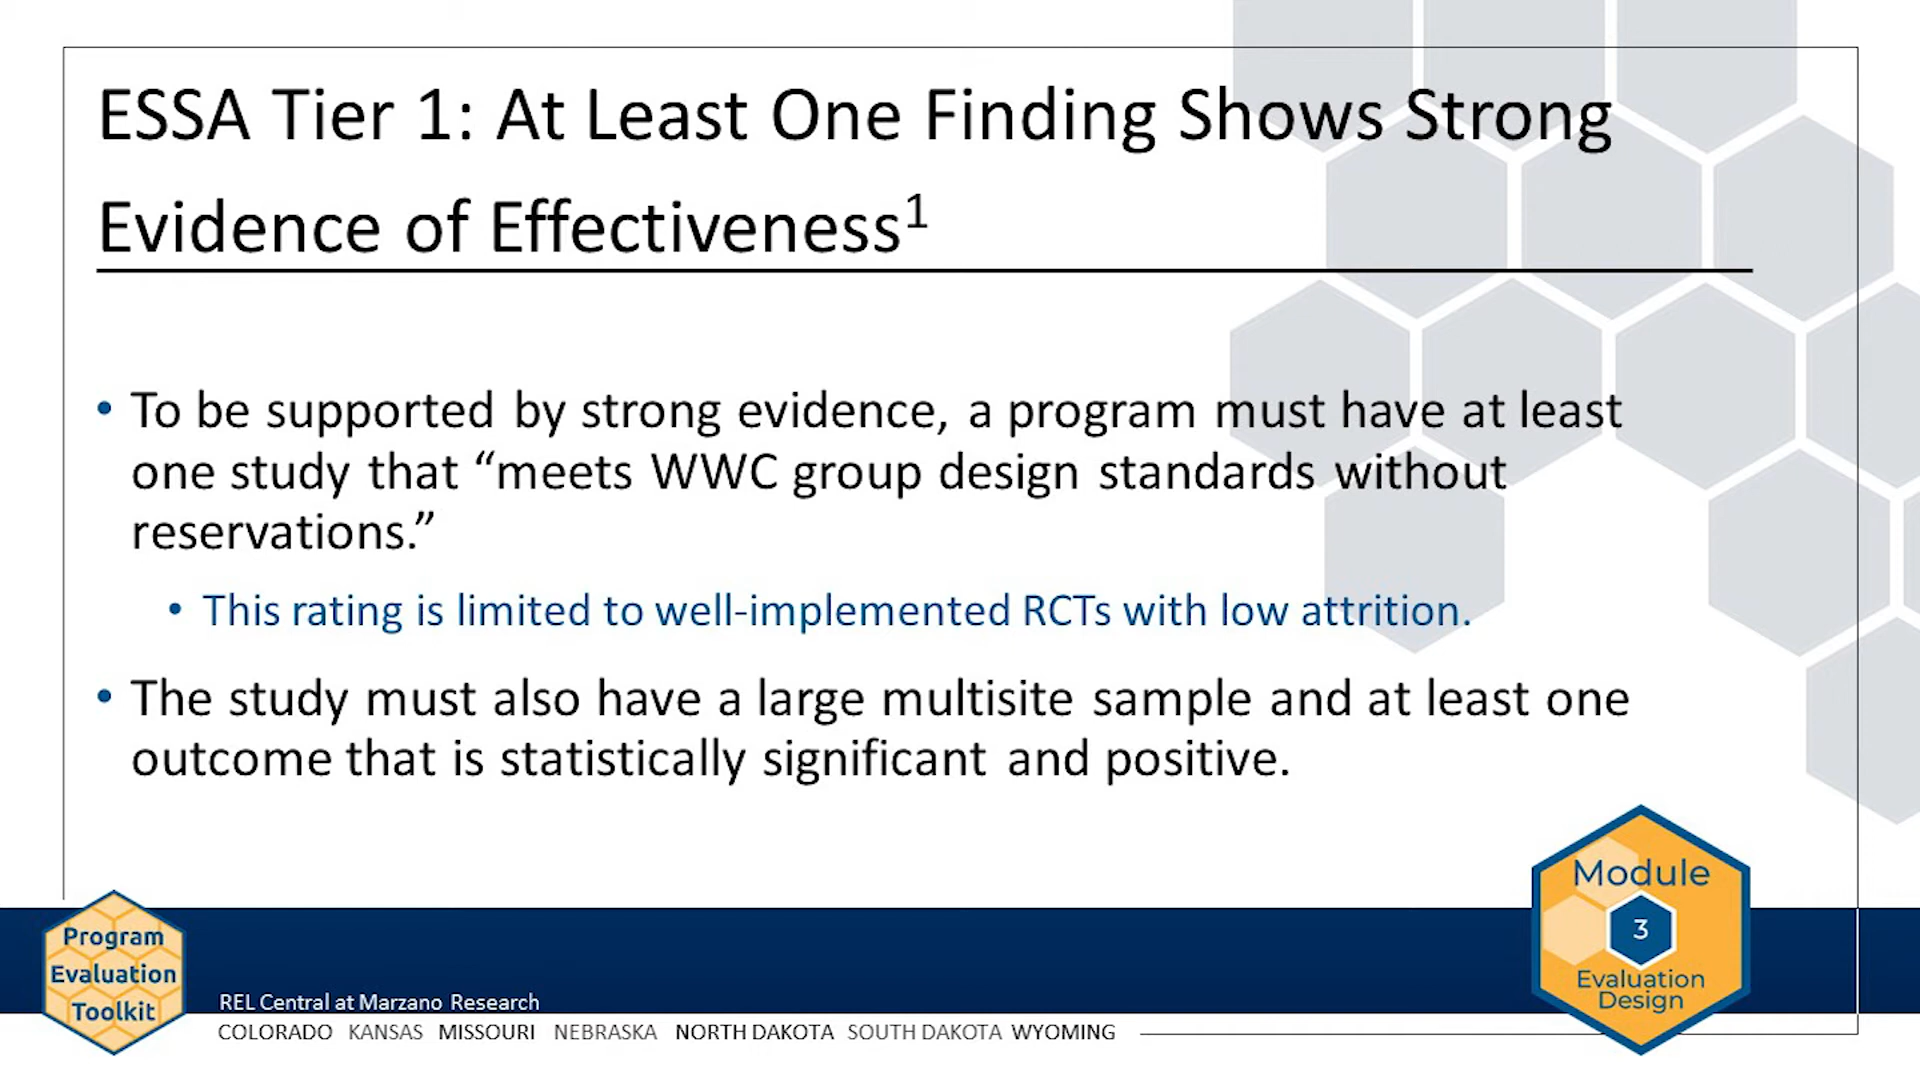 ESSA Tier 1: At Least One Finding Shows Strong
Evidence of Effectiveness¹
• To be supported by strong evidence, a program must have at least
one study that “meets WWC group design standards without
reservations.”
• This rating is limited to well-implemented RCTs with low attrition.
• The study must also have a large multisite sample and at least one
outcome that is statistically significant and positive.
Program
Evaluation
Toolkit
REL Central at Marzano Research
COLORADO KANSAS MISSOURI NEBRASKA NORTH DAKOTA SOUTH DAKOTA WYOMING
Module
3
Evaluation
Design